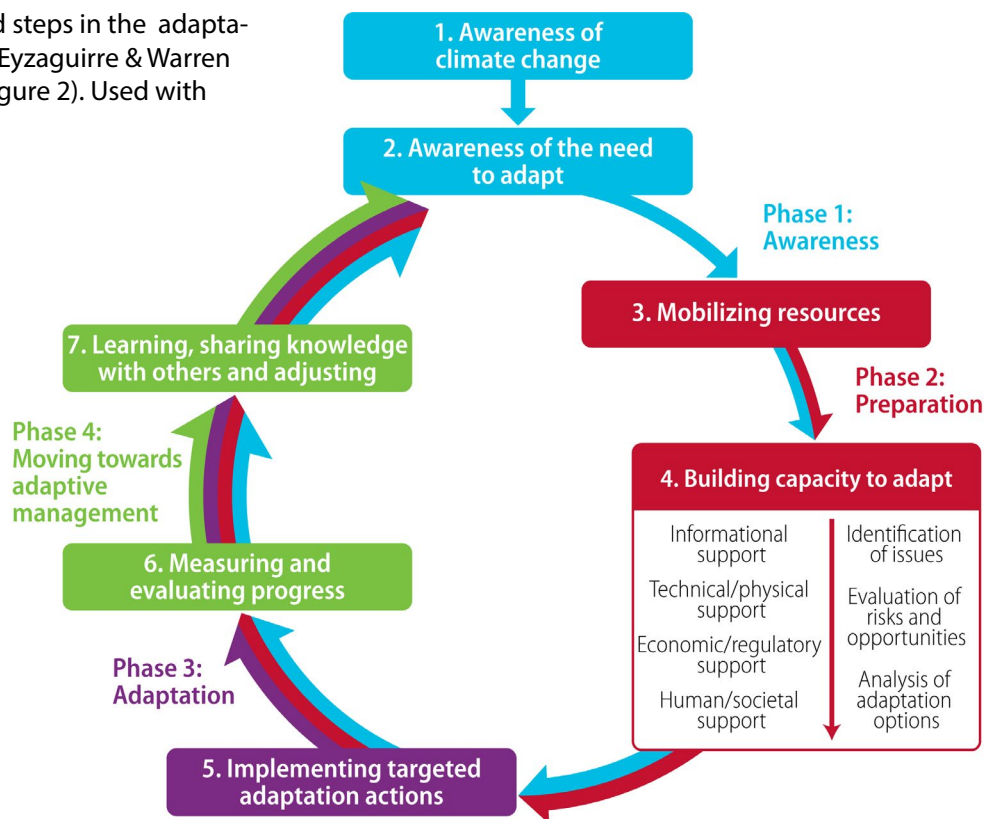 d steps in the adapta-
Eyzaguirre & Warren
gure 2). Used with
1. Awareness of
climate change
2. Awareness of the need
to adapt
Phase 1:
Awareness
3. Mobilizing resources
Phase 2:
Preparation
4. Building capacity to adapt
Informational
support
Technical/physical
support
Economic/regulatory
support
Human/societal
support
Identification
of issues
Evaluation of
risks and
opportunities
Analysis of
adaptation
options
5. Implementing targeted
adaptation actions
Phase 3:
Adaptation
6. Measuring and
evaluating progress
Phase 4:
Moving towards
adaptive
management
7. Learning, sharing knowledge
with others and adjusting